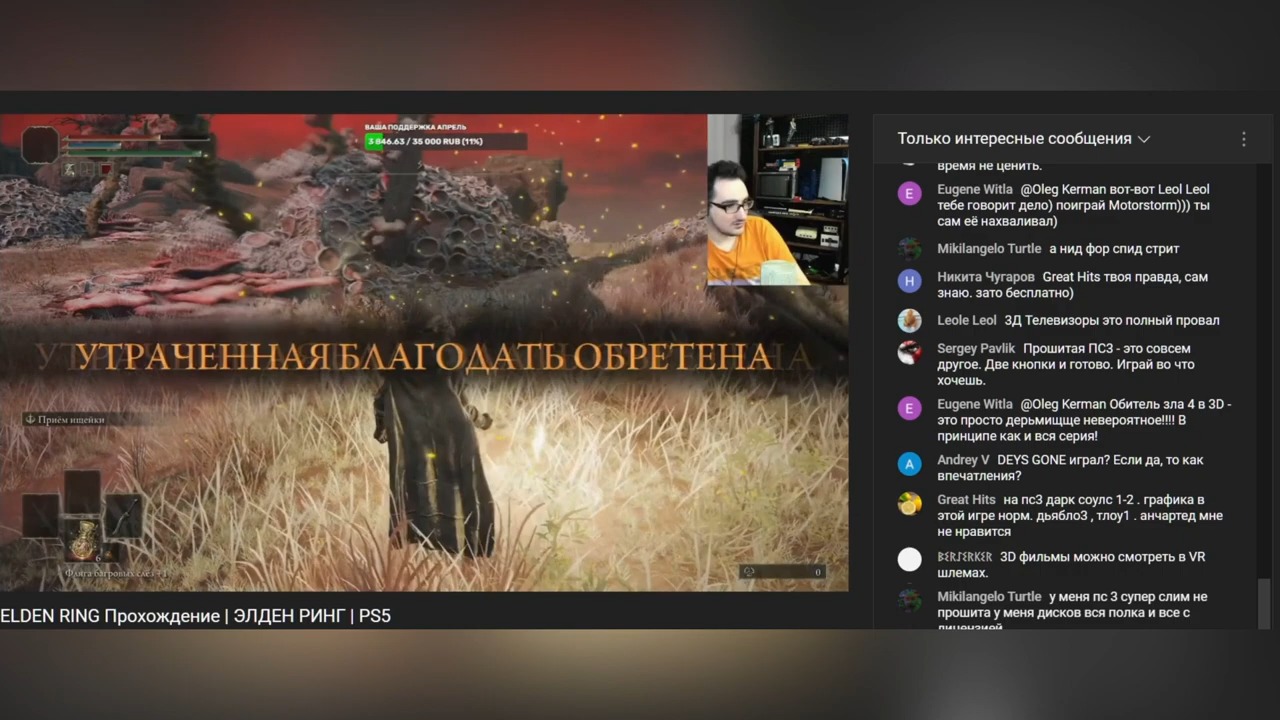 ВАША ПОДДЕРЖКА АПРЕЛЬ
3 846.63 / 35 000 RUB (11%)
УТРАЧЕННАЯ БЛАГОДАТЬ ОБРЕТЕНА
Приём ищейки
Фляга багровых слёз +1
0
ELDEN RING Прохождение | ЭЛДЕН РИНГ | PS5
Только интересные сообщения
время не ценить.
E
Eugene Witla @Oleg Kerman вот-вот Leol Leol
тебе говорит дело) поиграй Motorstorm))) ты
сам её нахваливал)
Mikilangelo Turtle а нид фор спид стрит
Н
Никита Чугаров Great Hits твоя правда, сам
знаю. зато бесплатно)
Leole Leol 3Д Телевизоры это полный провал
Sergey Pavlik Прошитая ПС3 - это совсем
другое. Две кнопки и готово. Играй во что
хочешь.
E
Eugene Witla @Oleg Kerman Обитель зла 4 в 3D -
это просто дерьмищще невероятное!!!! В
принципе как и вся серия!
A
Andrey V DEYS GONE играл? Если да, то как
впечатления?
Great Hits на пс3 дарк соулс 1-2 . графика в
этой игре норм. дьябло3 , тлоу1 . анчартед мне
не нравится
3D фильмы можно смотреть в VR
шлемах.
Mikilangelo Turtle у меня пс 3 супер слим не
прошита у меня дисков вся полка и все с
лицензией